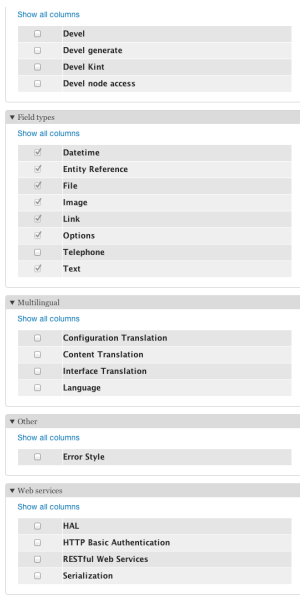 Show all columns
Devel
Devel generate
Devel Kint
Devel node access
▼ Field types
Show all columns
Datetime
Entity Reference
File
Image
Link
Options
Telephone
Text
▼ Multilingual
Show all columns
Configuration Translation
Content Translation
Interface Translation
Language
▼ Other
Show all columns
Error Style
▼ Web services
Show all columns
HAL
HTTP Basic Authentication
RESTful Web Services
Serialization